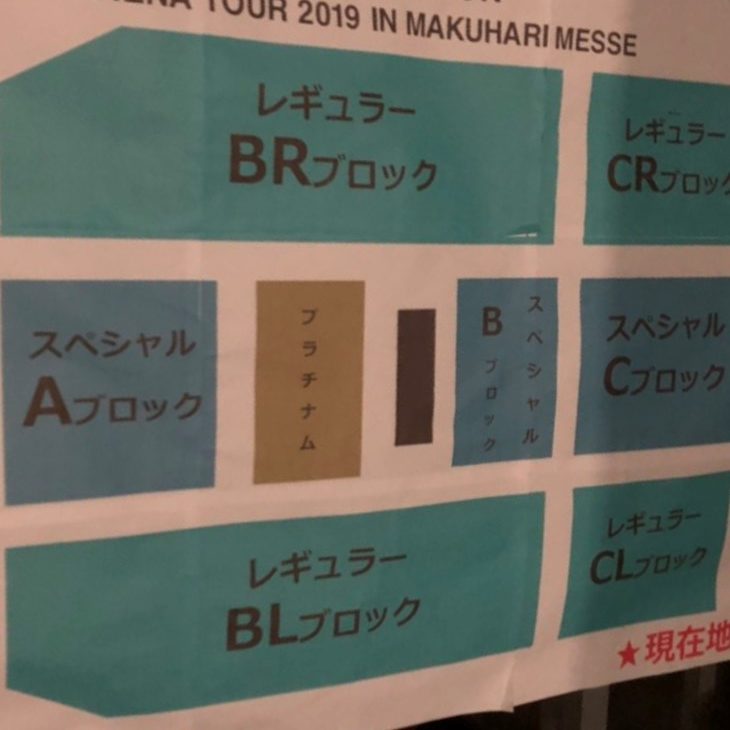 TOUR 2019 IN MAKUHARI MESSE
レギュラー
BRブロック
レギュラー
CRブロック
スペシャル
Aブロック
プラチナム
スペシャル
Bブロック
スペシャル
Cブロック
レギュラー
BLブロック
レギュラー
CLブロック
★現在地